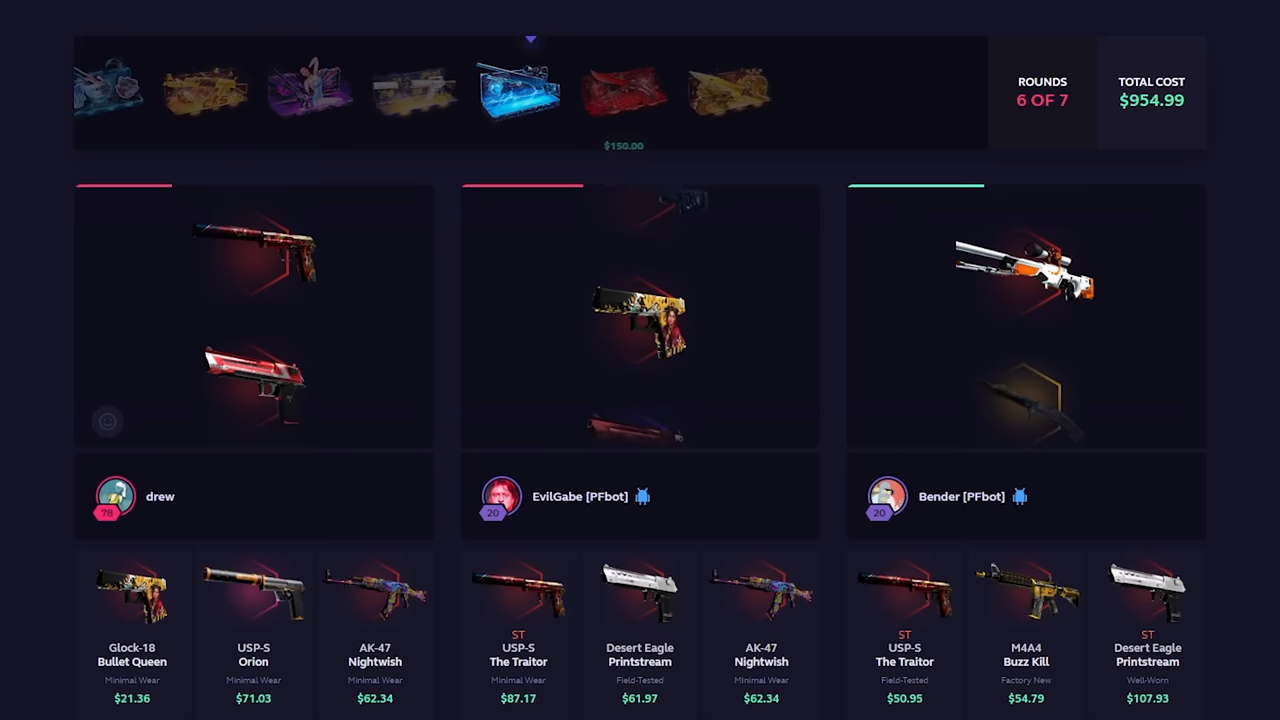 ROUNDS
6 OF 7
TOTAL COST
$954.99
$150.00
drew
78
EvilGabe [PFbot]
20
Bender [PFbot]
20
Glock-18
Bullet Queen
Minimal Wear
$21.36
USP-S
Orion
Minimal Wear
$71.03
AK-47
Nightwish
Minimal Wear
$62.34
ST
USP-S
The Traitor
Minimal Wear
$87.17
Desert Eagle
Printstream
Field-Tested
$61.97
AK-47
Nightwish
Minimal Wear
$62.34
ST
USP-S
The Traitor
Field-Tested
$50.95
M4A4
Buzz Kill
Factory New
$54.79
ST
Desert Eagle
Printstream
Well-Worn
$107.93